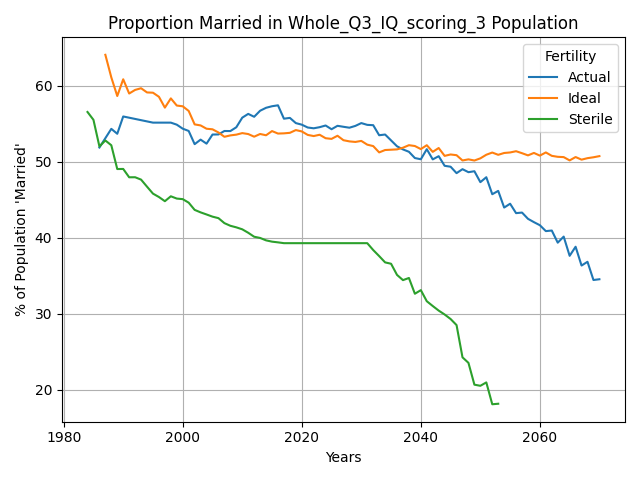 Proportion Married in Whole_Q3_IQ_scoring_3 Population
% of Population 'Married'
60
50
40
30
20
1980
2000
2020
2040
2060
Years
Fertility
Actual
Ideal
Sterile